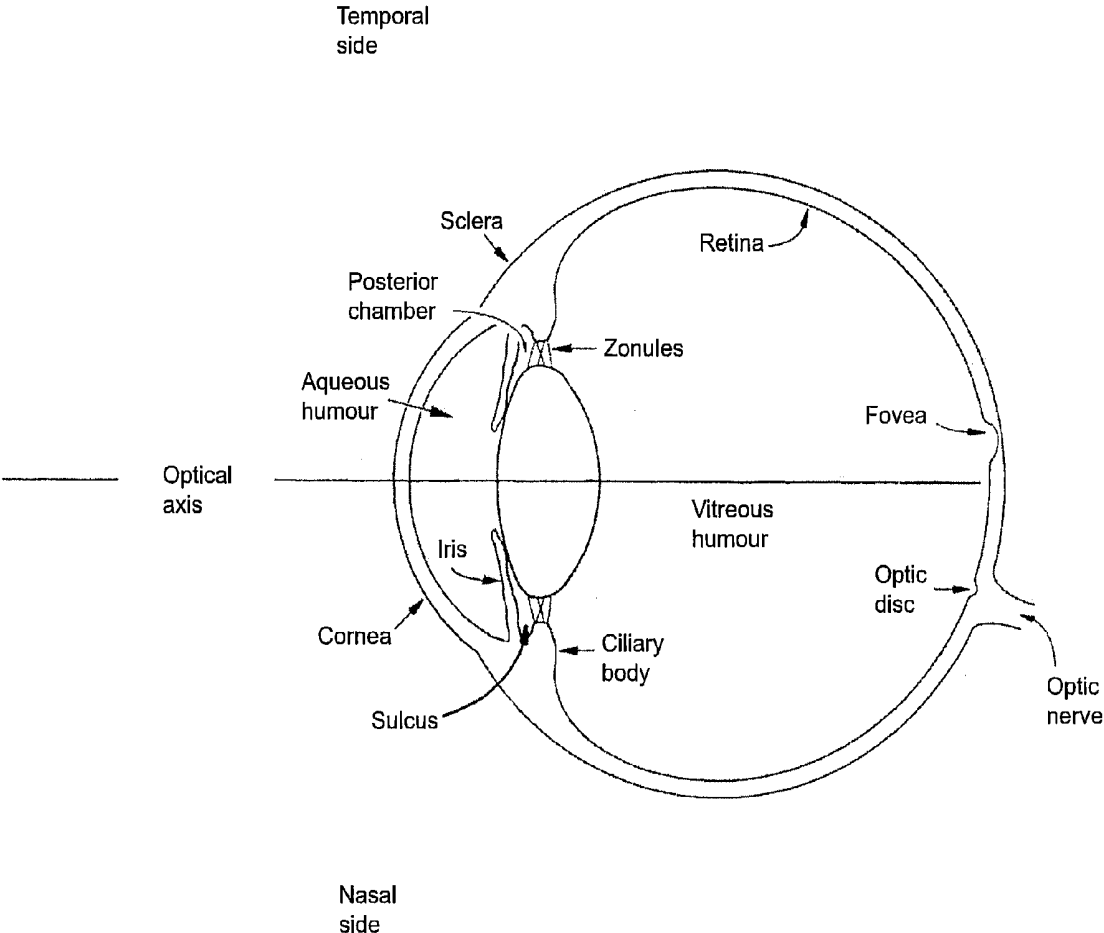 Temporal
side
Sclera
Retina
Posterior
chamber
Zonules
Aqueous
humour
Fovea
Optical
axis
Vitreous
humour
Iris
Optic
disc
Cornea
Ciliary
body
Optic
nerve
Sulcus
Nasal
side